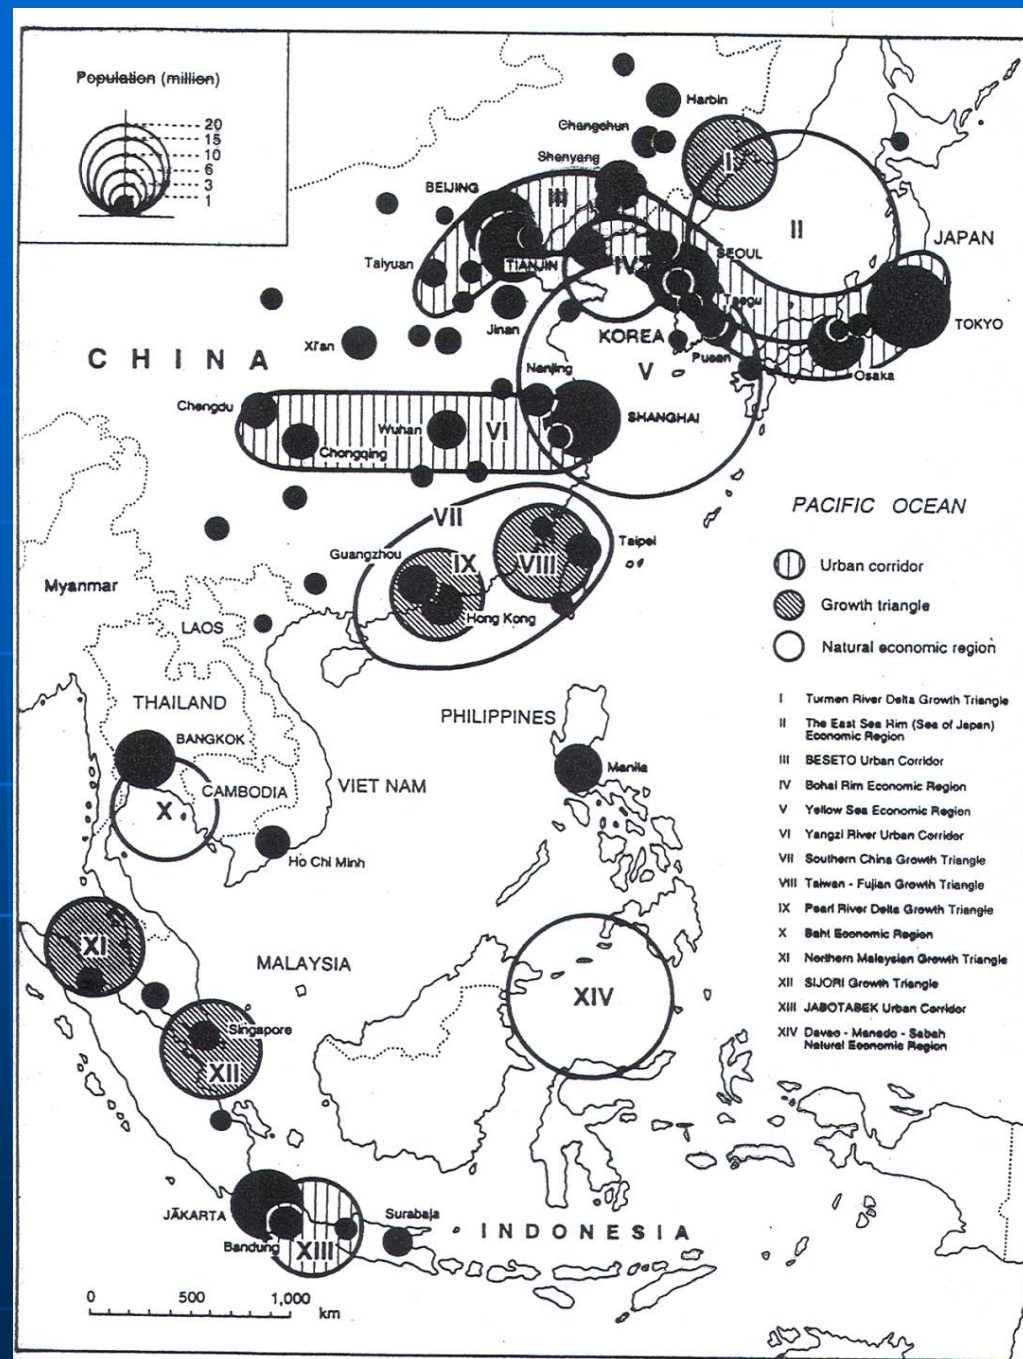 Population (million)
20
15
10
6
3
1
Harbin
Changchun
Shenyang
I
BEIJING
III
II
JAPAN
Taiyuan
TIANJIN
IV
SEOUL
Taegu
TOKYO
Jinan
KOREA
Xi'an
Pusan
Osaka
CHINA
Nanjing
V
Chengdu
SHANGHAI
Wuhan
VI
Chongqing
PACIFIC OCEAN
VII
Guangzhou
IX
VIII
Taipei
Hong Kong
Urban corridor
Growth triangle
Natural economic region
Myanmar
LAOS
THAILAND
PHILIPPINES
BANGKOK
Manila
CAMBODIA
VIET NAM
X
Ho Chi Minh
I Turmen River Delta Growth Triangle
II The East Sea Rim (Sea of Japan)
Economic Region
III BESETO Urban Corridor
IV Bohai Rim Economic Region
V Yellow Sea Economic Region
VI Yangzi River Urban Corridor
VII Southern China Growth Triangle
VIII Taiwan - Fujian Growth Triangle
IX Pearl River Delta Growth Triangle
X Baht Economic Region
XI Northern Malaysian Growth Triangle
XII SIJORI Growth Triangle
XIII JABOTABEK Urban Corridor
XIV Davao - Manado - Sabah
Natural Economic Region
XI
MALAYSIA
XIV
Singapore
XII
JAKARTA
Surabaja
Bandung
XIII
INDONESIA
0 500 1,000
km